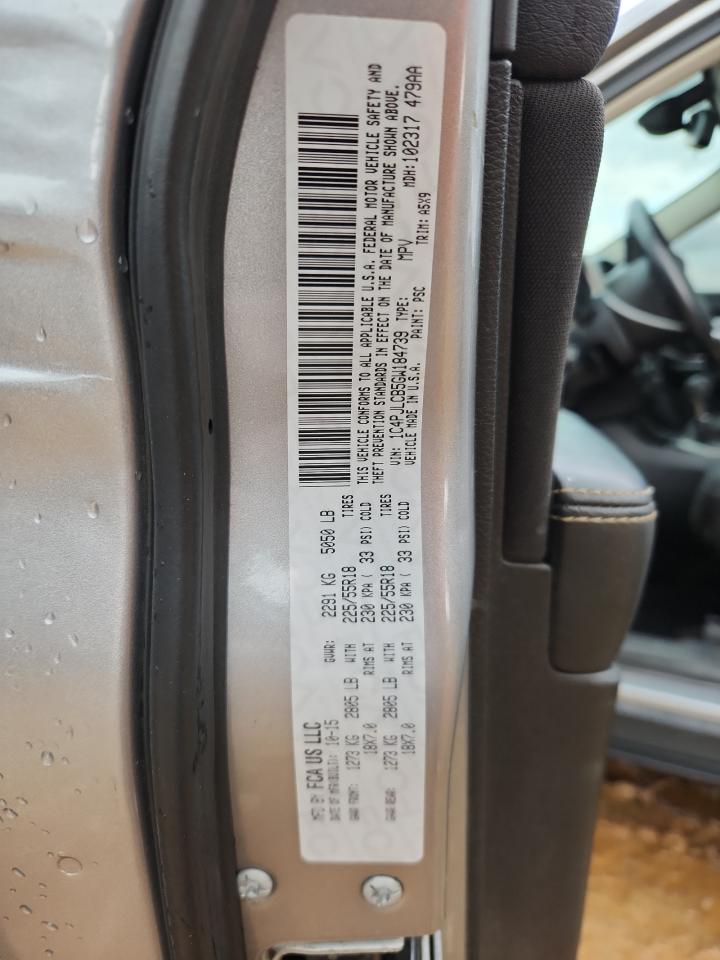 MFD BY FCA US LLC
DATE OF MFR(BUILT): 10-15 GVWR: 2291 KG 5050 LB
GAWR FRONT: 1273 KG 2805 LB WITH 225/55R18 TIRES
18X7.0 RIMS AT 230 KPA ( 33 PSI) COLD
GAWR REAR: 1273 KG 2805 LB WITH 225/55R18 TIRES
18X7.0 RIMS AT 230 KPA ( 33 PSI) COLD
THIS VEHICLE CONFORMS TO ALL APPLICABLE U.S.A. FEDERAL MOTOR VEHICLE SAFETY AND
THEFT PREVENTION STANDARDS IN EFFECT ON THE DATE OF MANUFACTURE SHOWN ABOVE.
VIN: 1C4PJLCB5GW184739 TYPE: MPV MDH:102317 479AA
VEHICLE MADE IN U.S.A. PAINT: PSC TRIM: A5X9